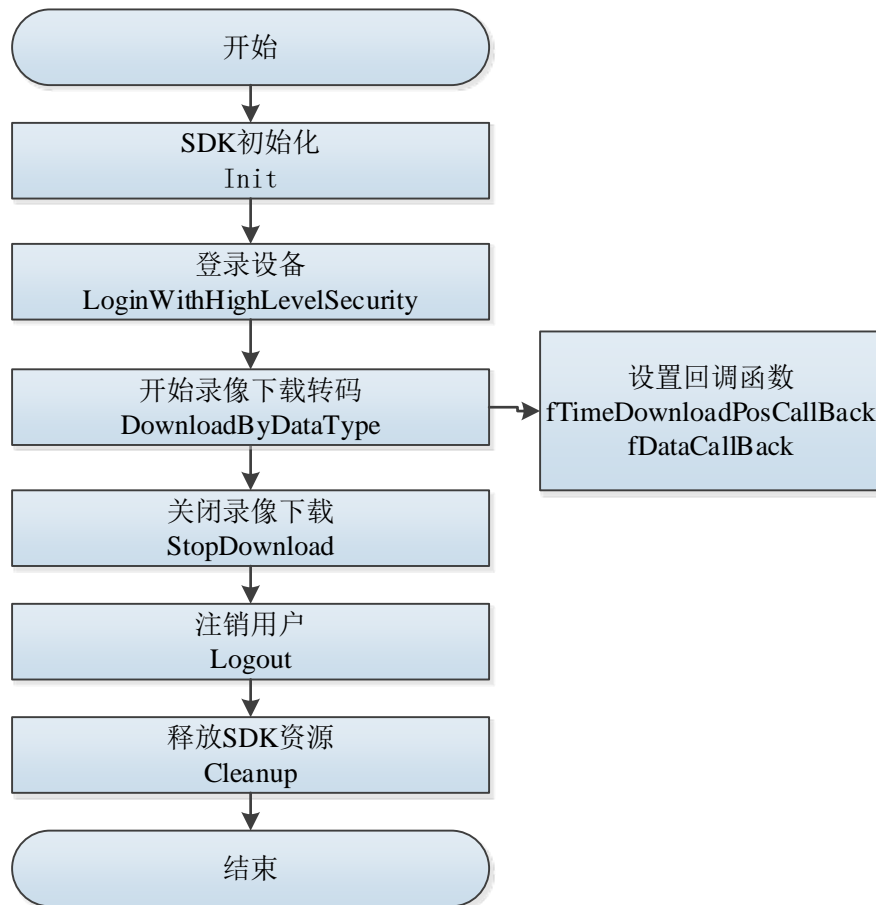 开始
SDK初始化
Init
登录设备
LoginWithHighLevelSecurity
开始录像下载转码
DownloadByDataType
设置回调函数
fTimeDownloadPosCallBack
fDataCallBack
关闭录像下载
StopDownload
注销用户
Logout
释放SDK资源
Cleanup
结束